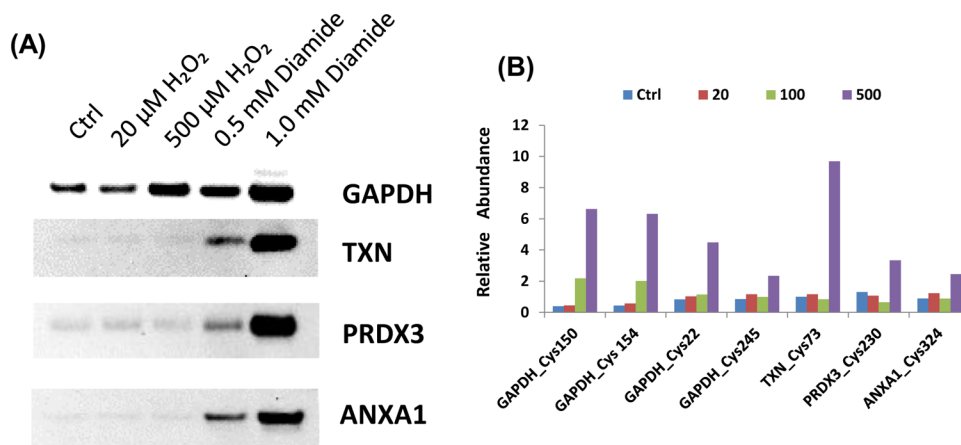 (A)
Ctrl
20 µM H₂O₂
500 µM H₂O₂
0.5 mM Diamide
1.0 mM Diamide
GAPDH
TXN
PRDX3
ANXA1
(B)
Ctrl 20 100 500
Relative Abundance
12
10
8
6
4
2
0
GAPDH_Cys150
GAPDH_Cys 154
GAPDH_Cys22
GAPDH_Cys245
TXN_Cys73
PRDX3_Cys230
ANXA1_Cys324